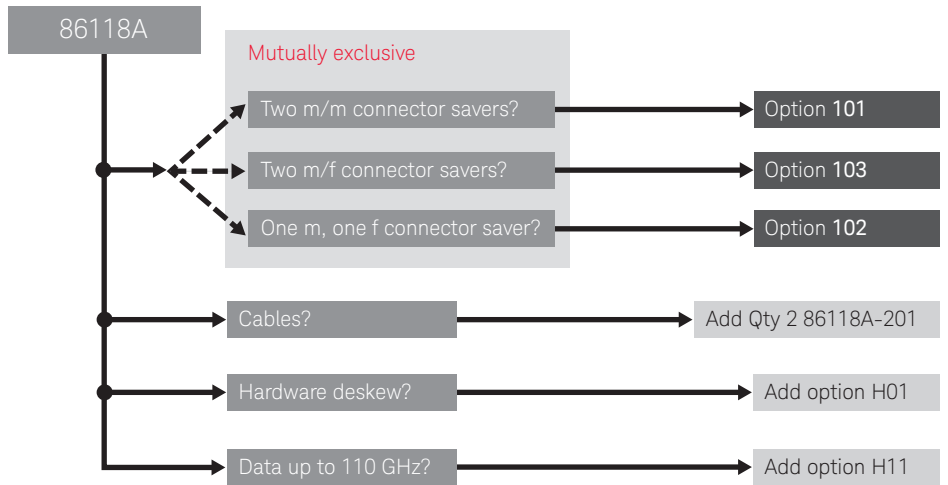 86118A
Mutually exclusive
Two m/m connector savers?
Option 101
Two m/f connector savers?
Option 103
One m, one f connector saver?
Option 102
Cables?
Add Qty 2 86118A-201
Hardware deskew?
Add option H01
Data up to 110 GHz?
Add option H11